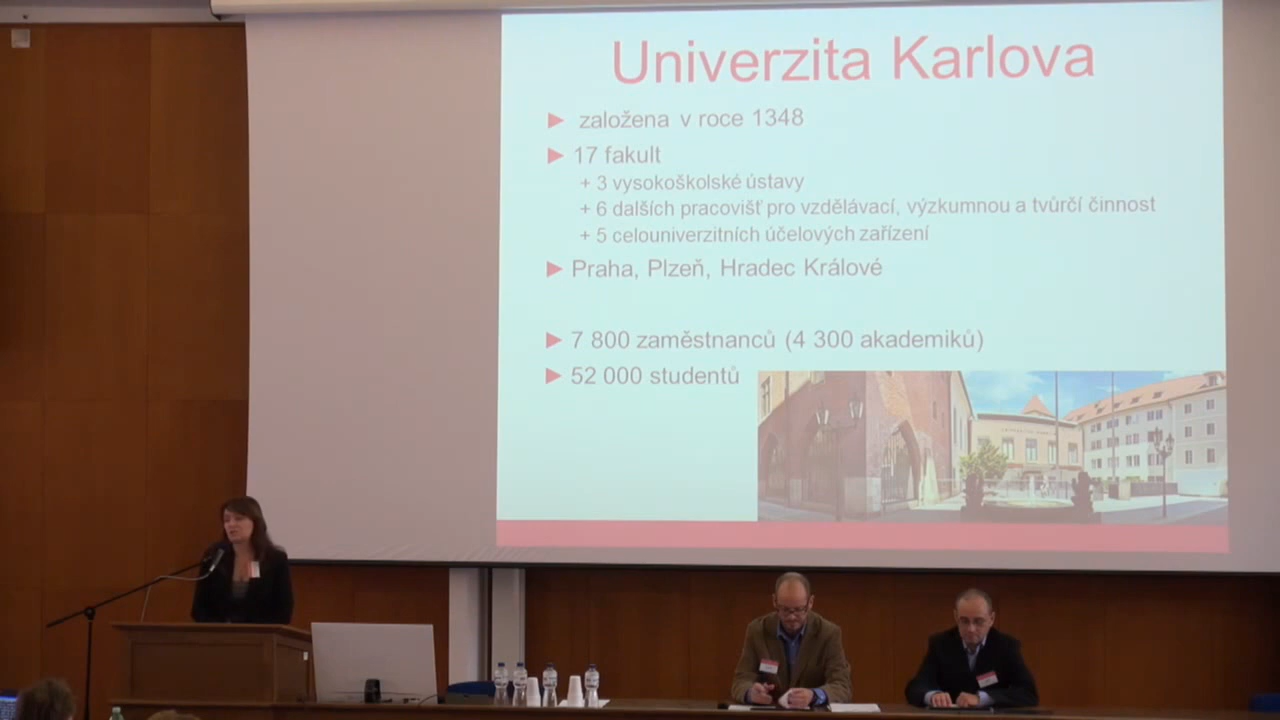 Univerzita Karlova
► založena v roce 1348
► 17 fakult
+ 3 vysokoškolské ústavy
+ 6 dalších pracovišť pro vzdělávací, výzkumnou a tvůrčí činnost
+ 5 celouniverzitních účelových zařízení
► Praha, Plzeň, Hradec Králové
► 7 800 zaměstnanců (4 300 akademiků)
► 52 000 studentů